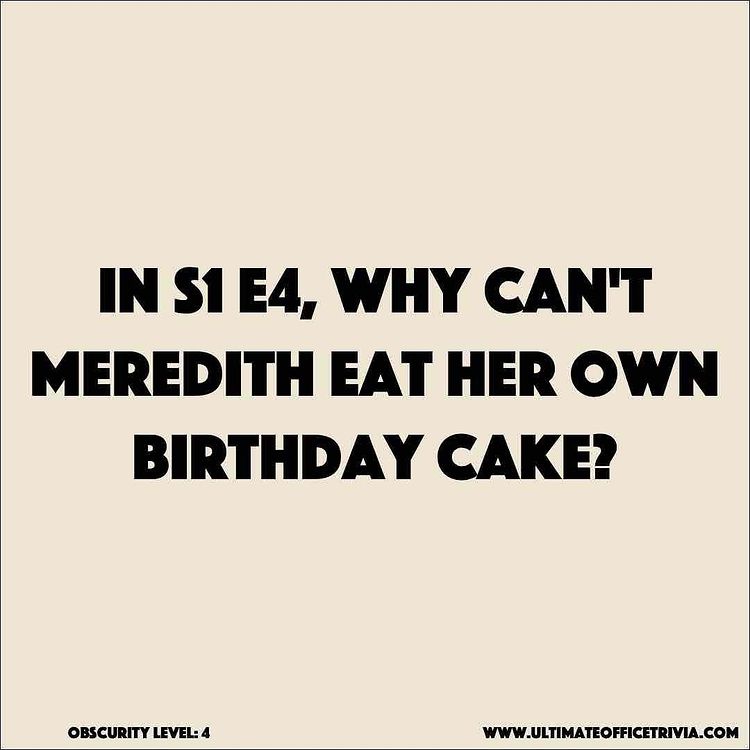 IN S1 E4, WHY CAN'T
MEREDITH EAT HER OWN
BIRTHDAY CAKE?
OBSCURITY LEVEL: 4
WWW.ULTIMATEOFFICETRIVIA.COM